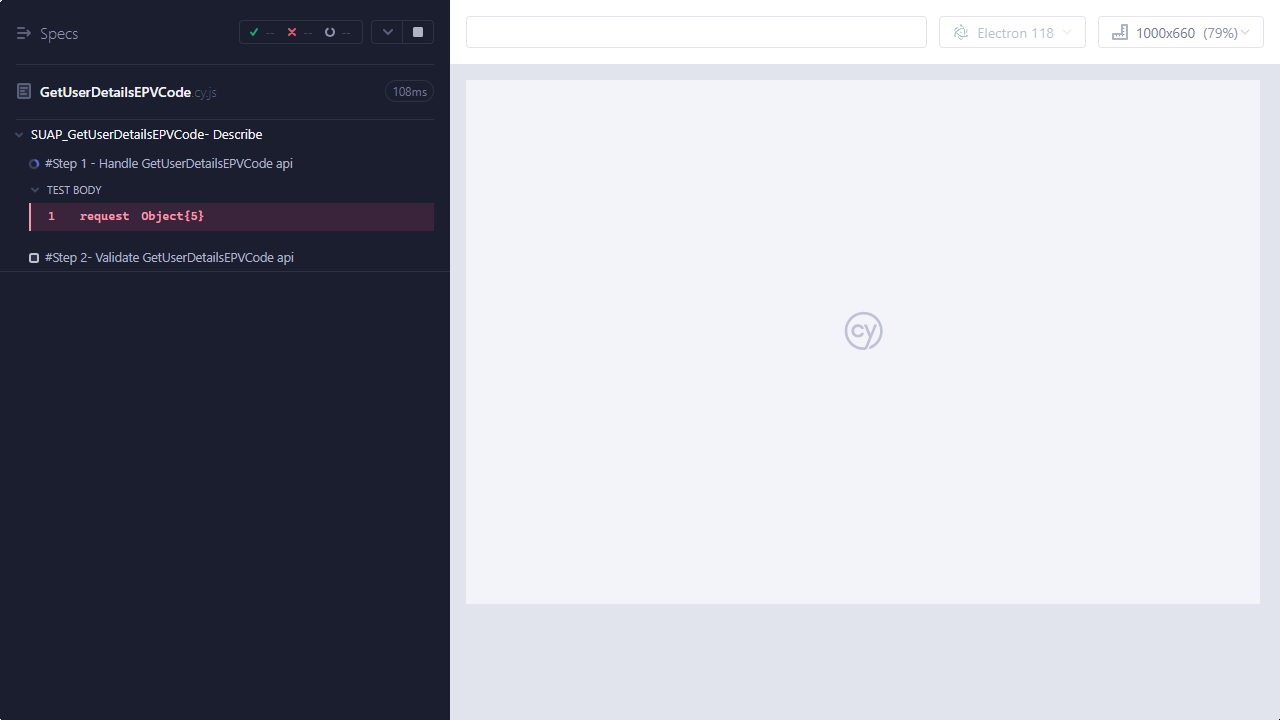 Specs
--
--
--
Electron 118
1000x660 (79%)
GetUserDetailsEPVCode.cy.js
108ms
SUAP_GetUserDetailsEPVCode- Describe
#Step 1 - Handle GetUserDetailsEPVCode api
TEST BODY
1 request Object{5}
#Step 2- Validate GetUserDetailsEPVCode api
cy